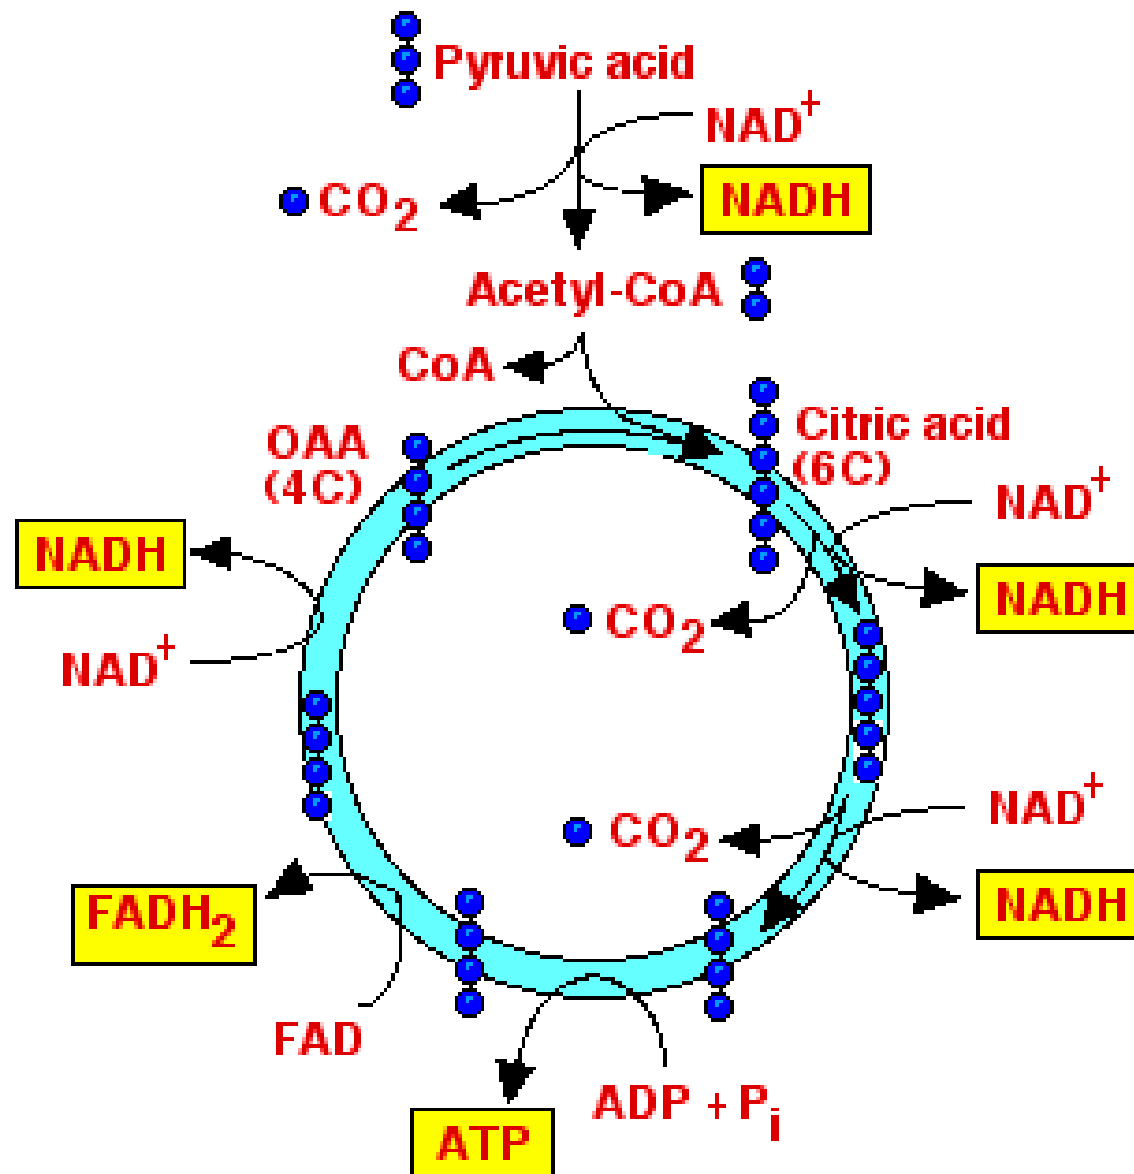 Pyruvic acid
NAD+
CO2
NADH
Acetyl-CoA
CoA
OAA
(4C)
Citric acid
(6C)
NAD+
NADH
NADH
CO2
NAD+
CO2
NAD+
NADH
FADH2
FAD
ADP + Pi
ATP